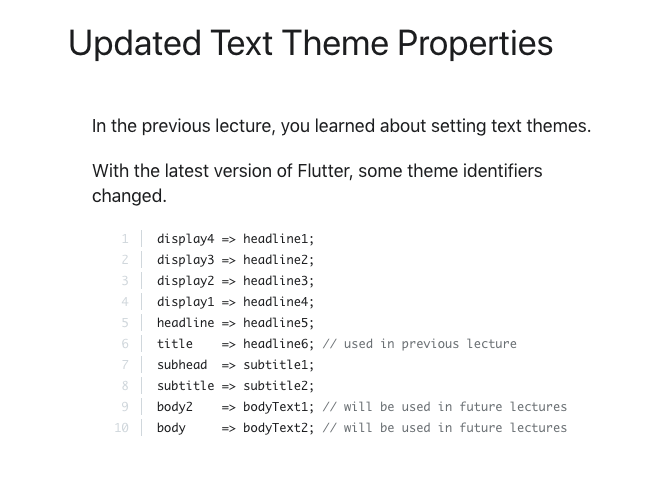 Updated Text Theme Properties
In the previous lecture, you learned about setting text themes.
With the latest version of Flutter, some theme identifiers
changed.
1 display4 => headline1;
2 display3 => headline2;
3 display2 => headline3;
4 display1 => headline4;
5 headline => headline5;
6 title    => headline6; // used in previous lecture
7 subhead  => subtitle1;
8 subtitle => subtitle2;
9 body2    => bodyText1; // will be used in future lectures
10 body     => bodyText2; // will be used in future lectures